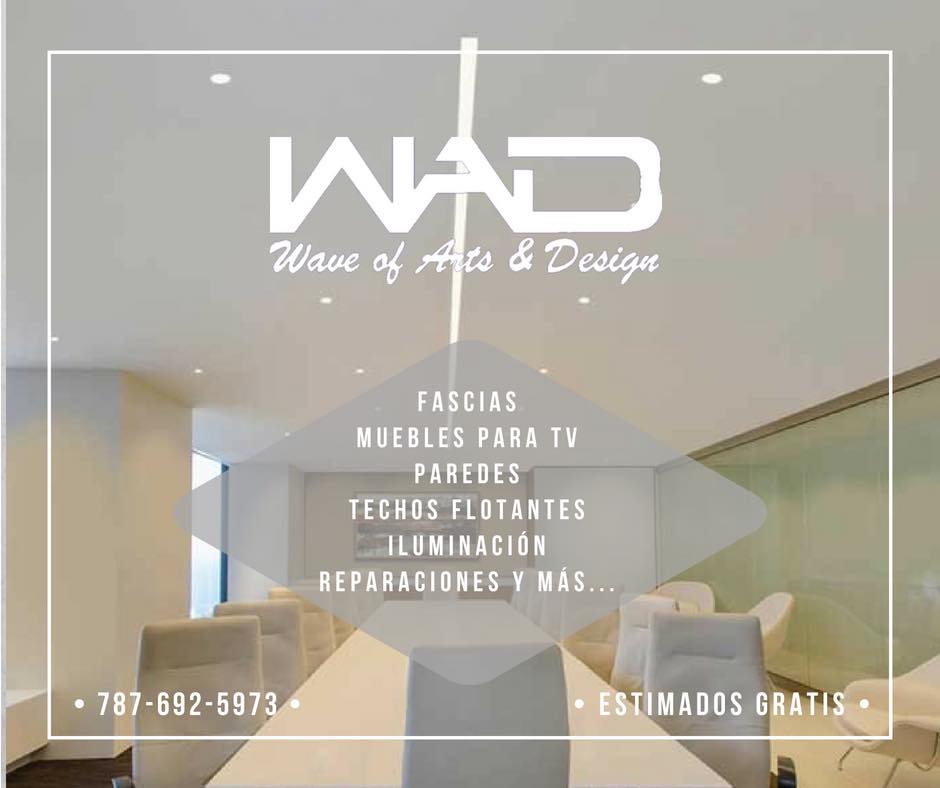 WAD
Wave of Arts & Design
FASCIAS
MUEBLES PARA TV
PAREDES
TECHOS FLOTANTES
ILUMINACIÓN
REPARACIONES Y MÁS...
• 787-692-5973 •
• ESTIMADOS GRATIS •